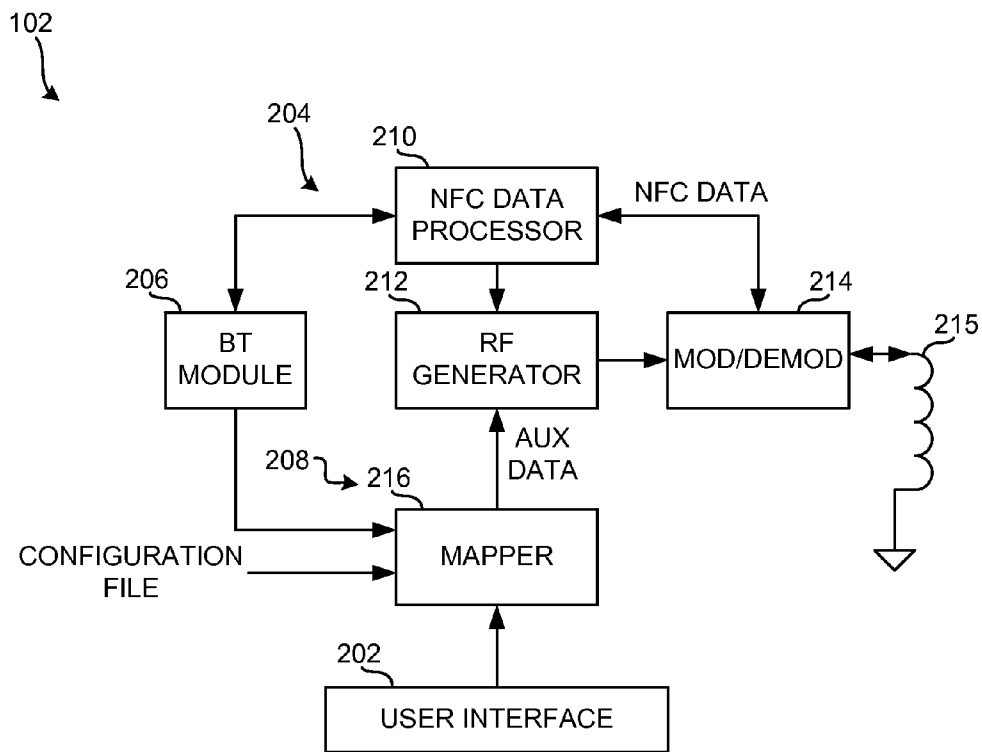 102
204
210
NFC DATA
PROCESSOR
NFC DATA
206
BT
MODULE
212
RF
GENERATOR
214
MOD/DEMOD
215
AUX
DATA
208
216
MAPPER
CONFIGURATION
FILE
202
USER INTERFACE